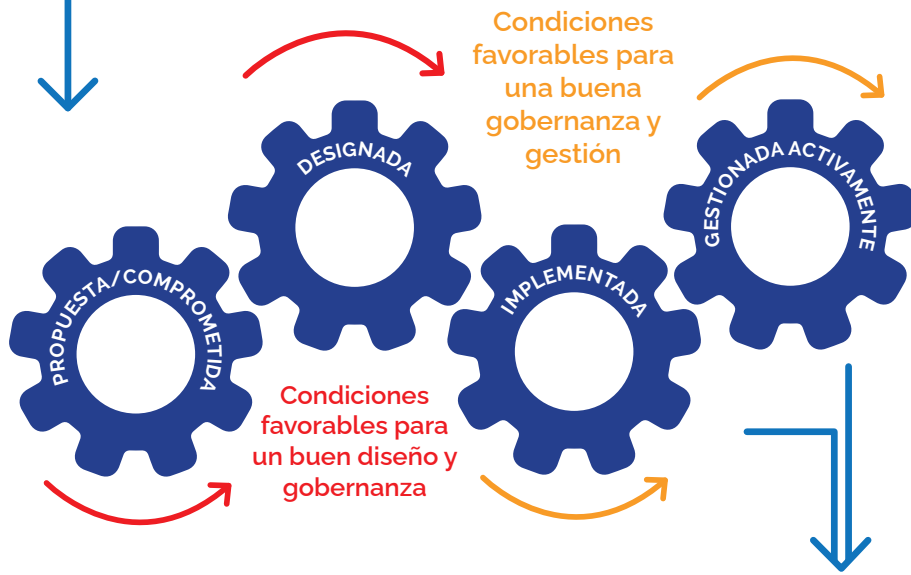 Condiciones
favorables para
una buena
gobernanza y
gestión
DESIGNADA
GESTIONADA ACTIVAMENTE
PROPUESTA/COMPROMETIDA
IMPLEMENTADA
Condiciones
favorables para
un buen diseño y
gobernanza